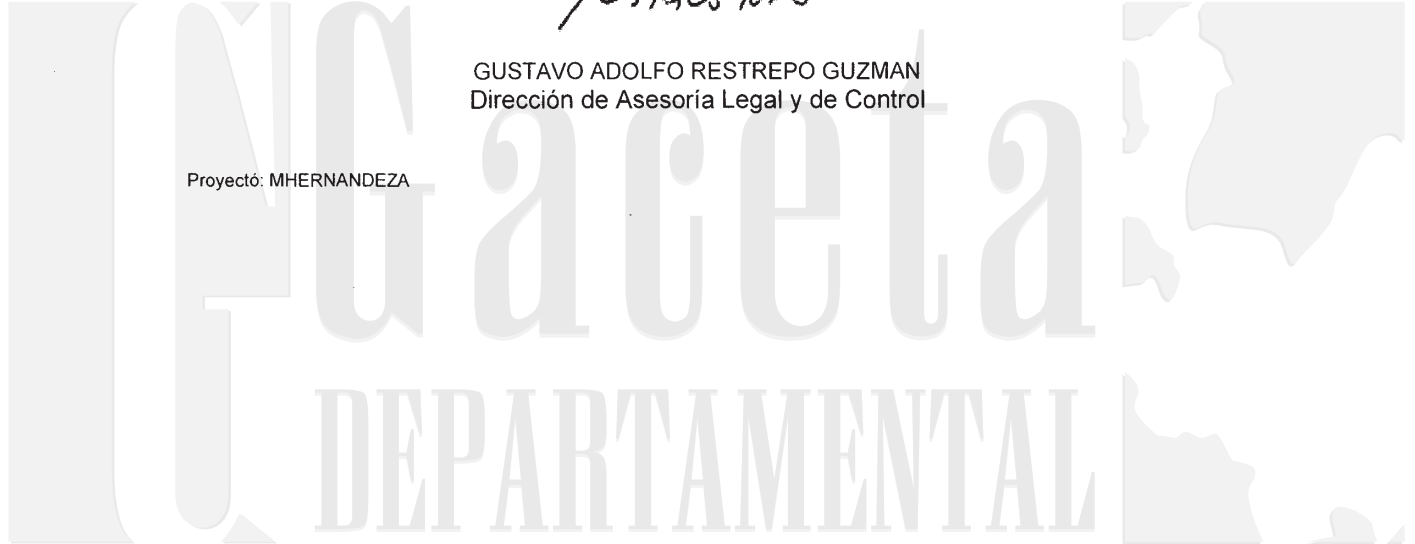 GUSTAVO ADOLFO RESTREPO GUZMAN
Dirección de Asesoría Legal y de Control
Proyectó: MHERNANDEZA
Gaceta
DEPARTAMENTAL